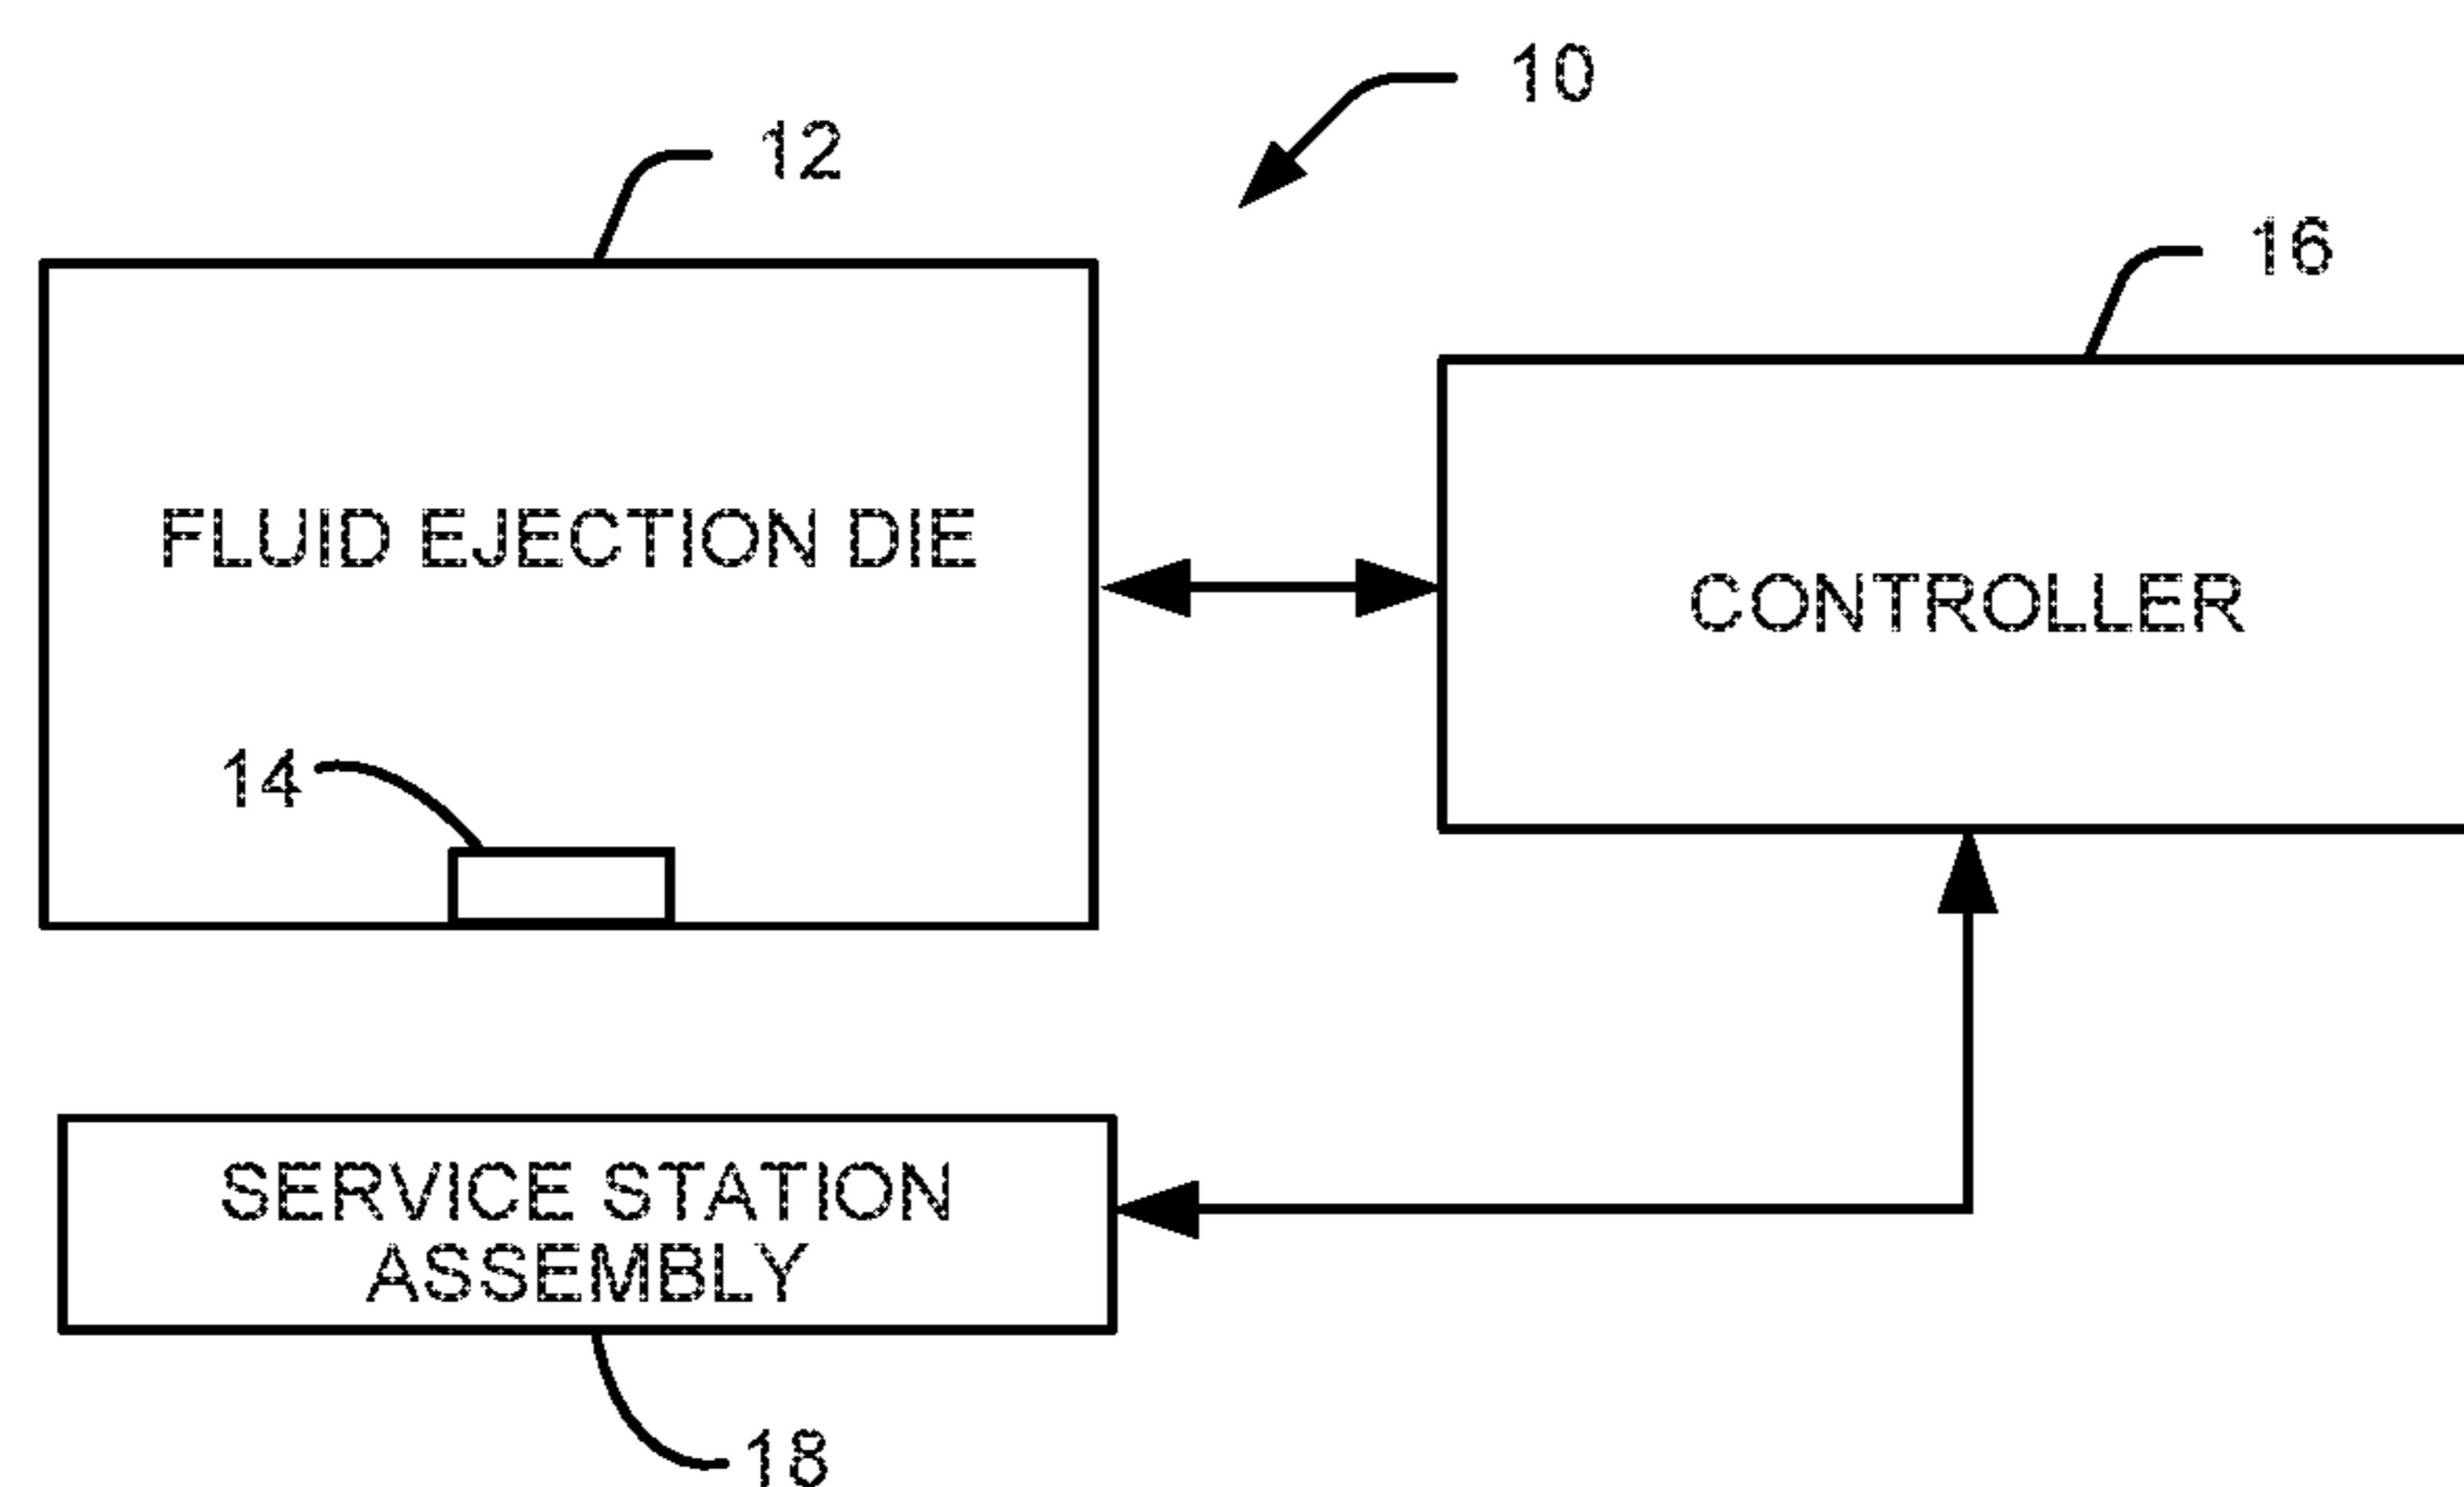 10
12
16
FLUID EJECTION DIE
CONTROLLER
14
SERVICE STATION
ASSEMBLY
18